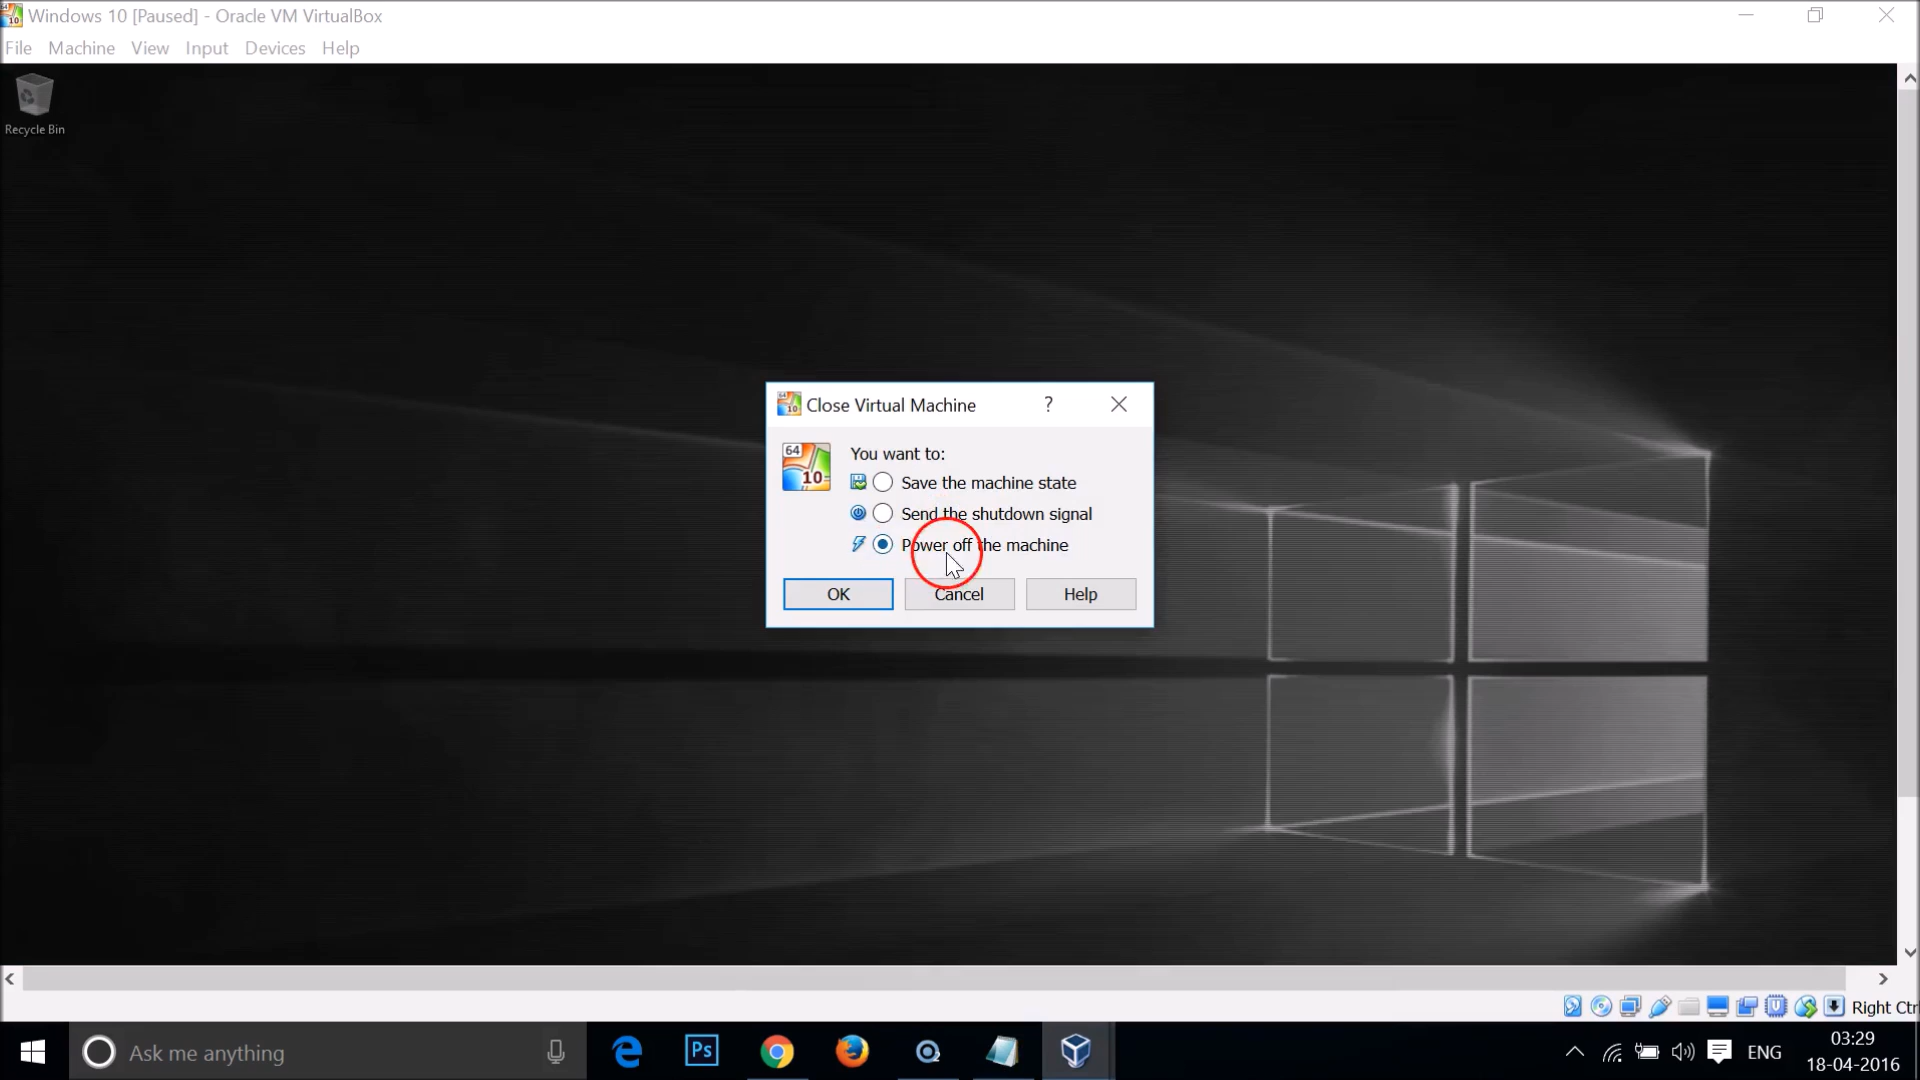 Windows 10 [Paused] - Oracle VM VirtualBox
File Machine View Input Devices Help
Recycle Bin
Close Virtual Machine ?
64
10
You want to:
Save the machine state
Send the shutdown signal
Power off the machine
OK Cancel Help
Right Ctr
Ask me anything
Ps
ENG
03:29
18-04-2016